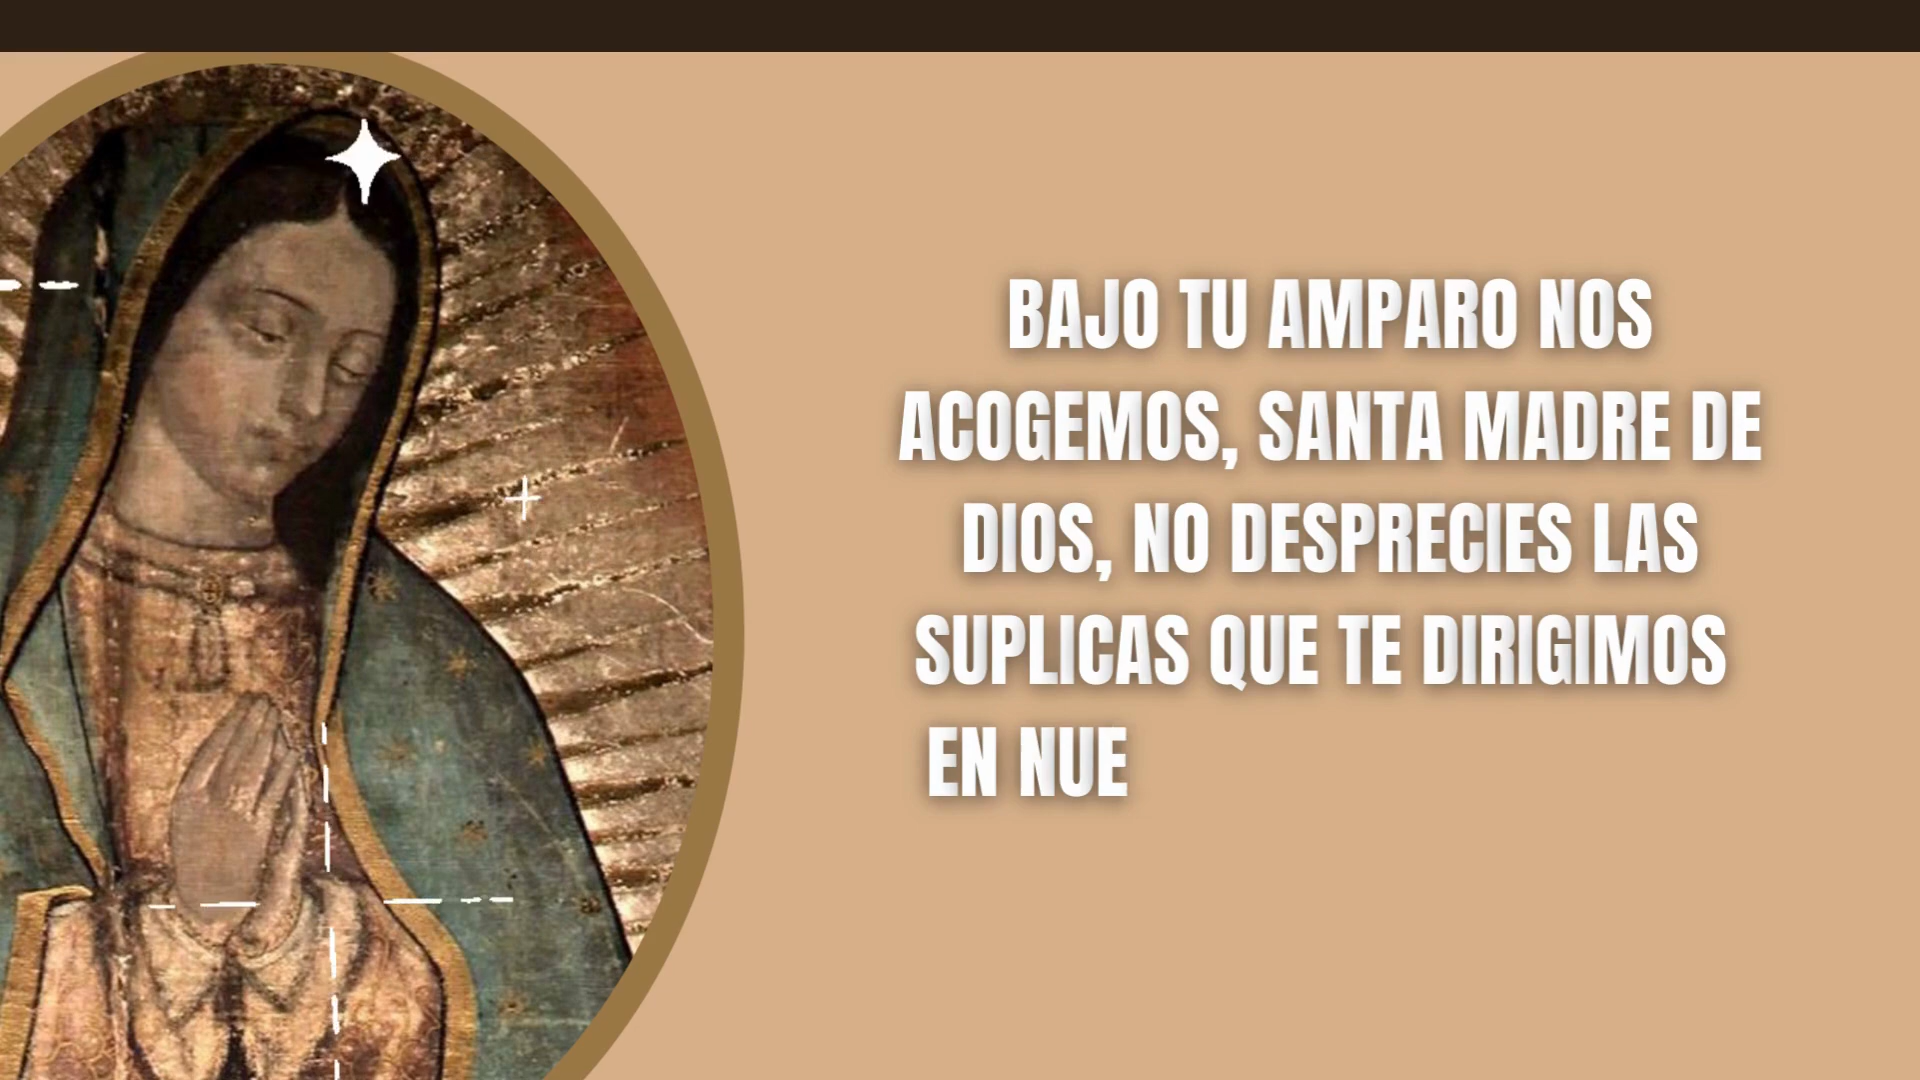 BAJO TU AMPARO NOS
ACOGEMOS, SANTA MADRE DE
DIOS, NO DESPRECIES LAS
SUPLICAS QUE TE DIRIGIMOS
EN NUE